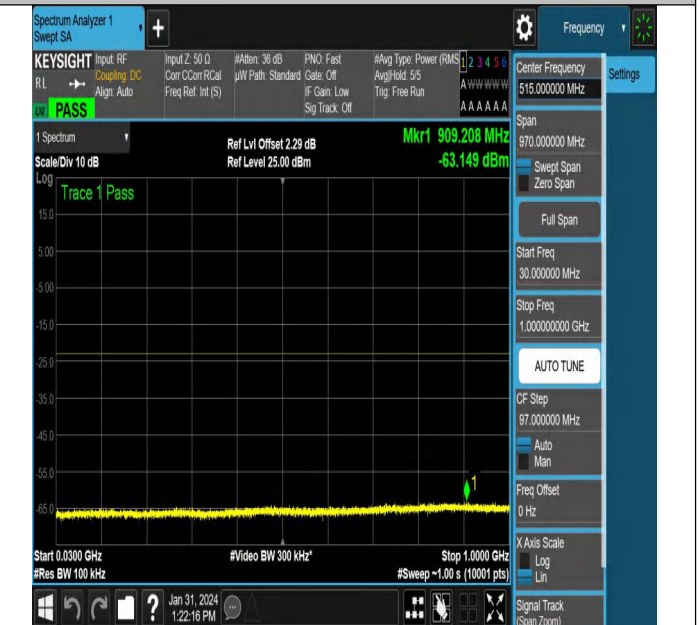 Spectrum Analyzer 1
Swept SA
Frequency
KEYSIGHT
Input: RF
Coupling: DC
Align: Auto
Input Z: 50 Ω
Corr CCorr RCal
Freq Ref: Int (S)
#Atten: 36 dB
µW Path: Standard
PNO: Fast
Gate: Off
IF Gain: Low
Sig Track: Off
#Avg Type: Power (RMS
Avg|Hold: 5/5
Trig: Free Run
1 2 3 4 5 6
A W W W W W
A A A A A A
RL
LXI
PASS
1 Spectrum
Scale/Div 10 dB
Ref Lvl Offset 2.29 dB
Ref Level 25.00 dBm
Mkr1 909.208 MHz
-63.149 dBm
Log
Trace 1 Pass
15.0
5.00
-5.00
-15.0
-25.0
-35.0
-45.0
-55.0
-65.0
1
Start 0.0300 GHz
#Res BW 100 kHz
#Video BW 300 kHz*
Stop 1.0000 GHz
#Sweep ~1.00 s (10001 pts)
Jan 31, 2024
1:22:16 PM
Center Frequency
515.000000 MHz
Settings
Span
970.000000 MHz
Swept Span
Zero Span
Full Span
Start Freq
30.000000 MHz
Stop Freq
1.000000000 GHz
AUTO TUNE
CF Step
97.000000 MHz
Auto
Man
Freq Offset
0 Hz
X Axis Scale
Log
Lin
Signal Track
(Span Zoom)